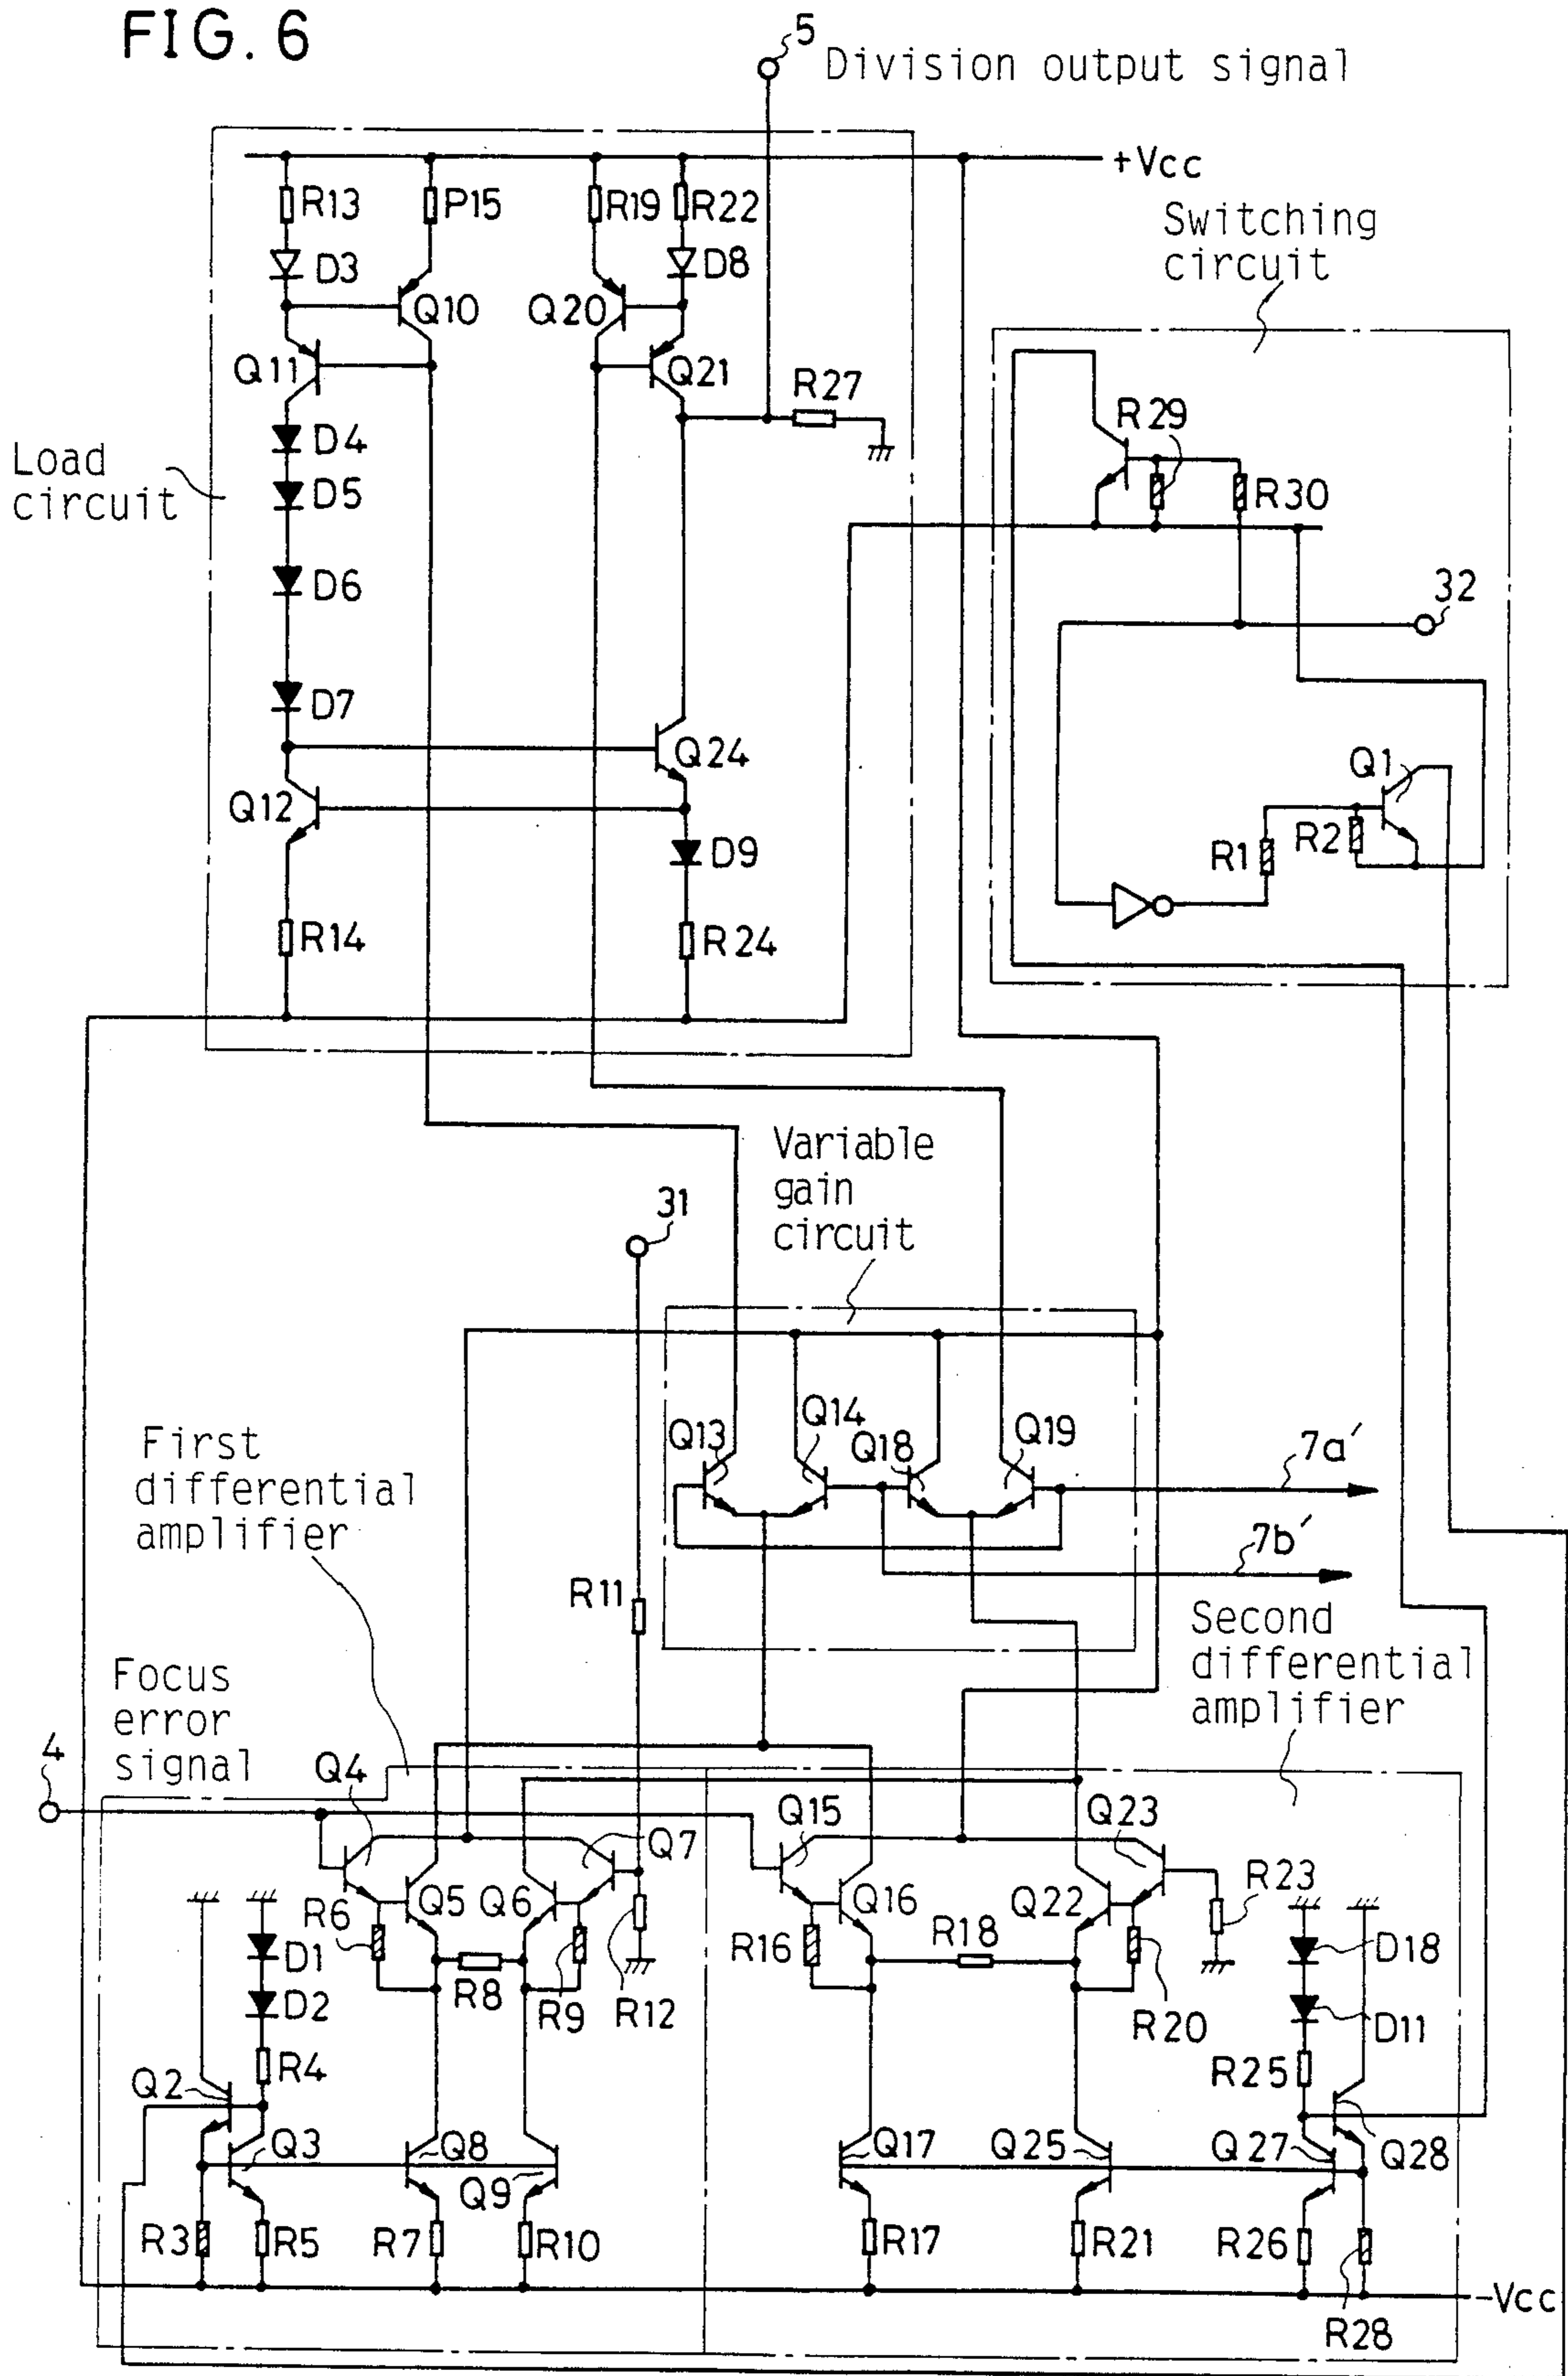 FIG. 6
5
Division output signal
+Vcc
R13
P15
R19
R22
Switching
circuit
D3
D8
Q10
Q20
Q11
Q21
R27
R29
Load
circuit
D4
D5
R30
D6
32
D7
Q24
Q1
Q12
D9
R1
R2
R14
R24
Variable
gain
circuit
31
First
differential
amplifier
Q13
Q14
Q18
Q19
7a′
7b′
R11
Second
differential
amplifier
Focus
error
signal
4
Q4
Q7
Q15
Q23
R6
Q5
Q6
Q16
Q22
R23
D1
R8
R9
R12
R16
R18
R20
D18
D2
D11
R4
R25
Q2
Q3
Q8
Q9
Q17
Q25
Q27
Q28
R3
R5
R7
R10
R17
R21
R26
-Vcc
R28